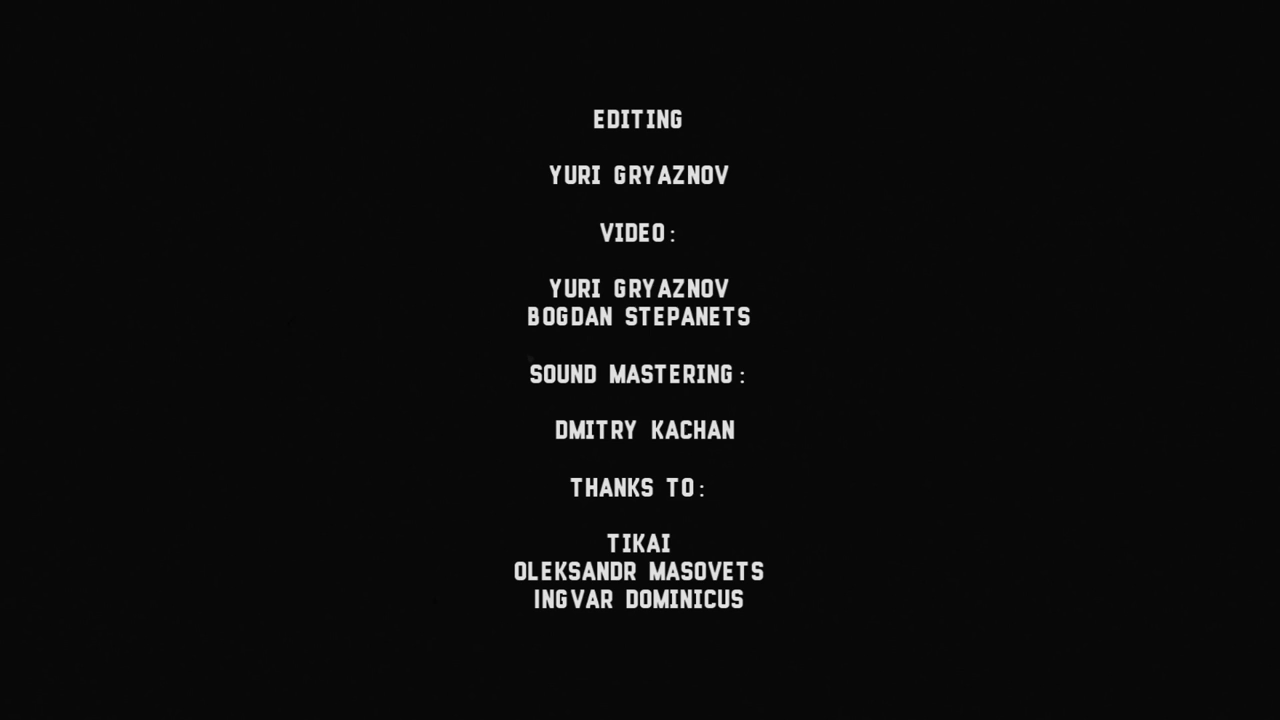 EDITING
YURI GRYAZNOV
VIDEO:
YURI GRYAZNOV
BOGDAN STEPANETS
SOUND MASTERING:
DMITRY KACHAN
THANKS TO:
TIKAI
OLEKSANDR MASOVETS
INGVAR DOMINICUS